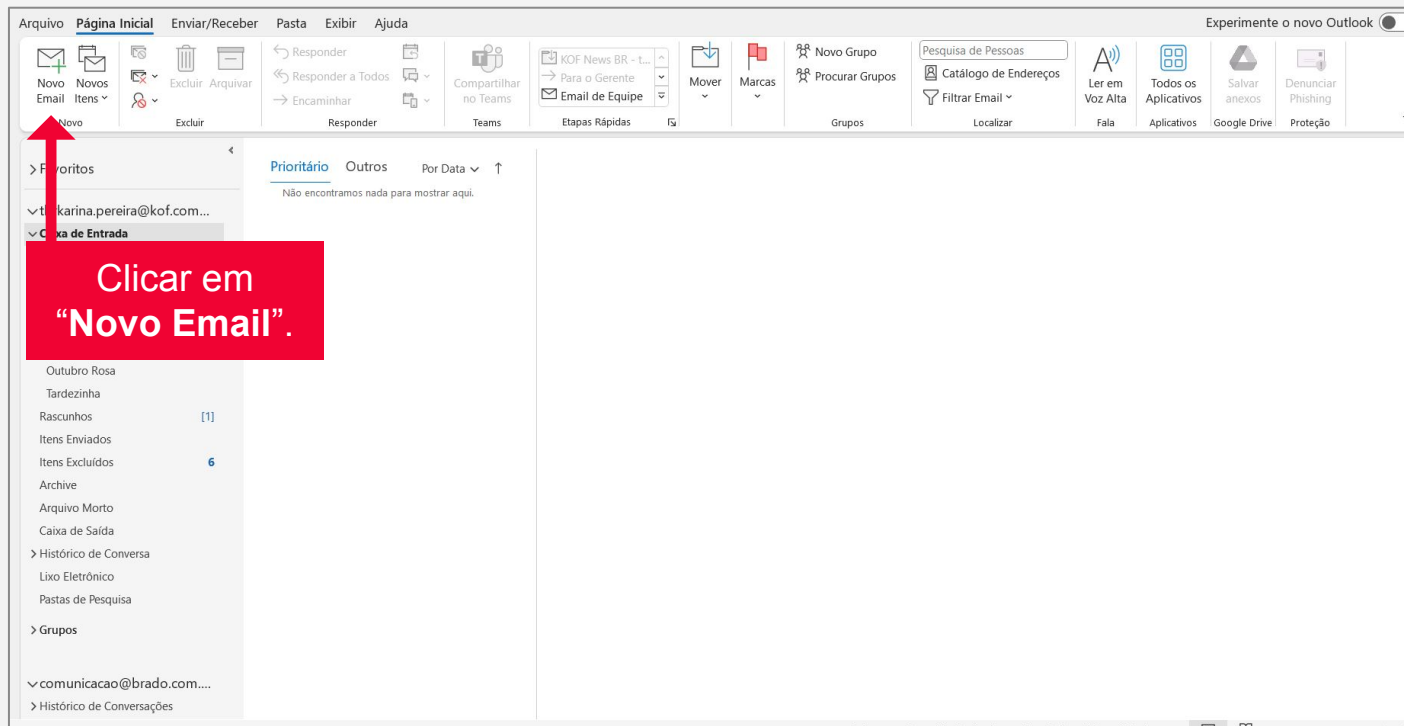 Arquivo Página Inicial Enviar/Receber Pasta Exibir Ajuda
Experimente o novo Outlook
Novo Email
Novos Itens
Novo
Excluir
Arquivar
Excluir
Responder
Responder a Todos
Encaminhar
Responder
Compartilhar no Teams
Teams
KOF News BR - t...
Para o Gerente
Email de Equipe
Etapas Rápidas
Mover
Marcas
Novo Grupo
Procurar Grupos
Grupos
Pesquisa de Pessoas
Catálogo de Endereços
Filtrar Email
Localizar
Ler em Voz Alta
Fala
Todos os Aplicativos
Aplicativos
Salvar anexos
Google Drive
Denunciar Phishing
Proteção
Prioritário Outros Por Data
Não encontramos nada para mostrar aqui.
karina.pereira@kof.com...
de Entrada
Clicar em
“Novo Email”.
Outubro Rosa
Tardezinha
Rascunhos [1]
Itens Enviados
Itens Excluídos 6
Archive
Arquivo Morto
Caixa de Saída
Histórico de Conversa
Lixo Eletrônico
Pastas de Pesquisa
Grupos
comunicacao@brado.com....
Histórico de Conversações